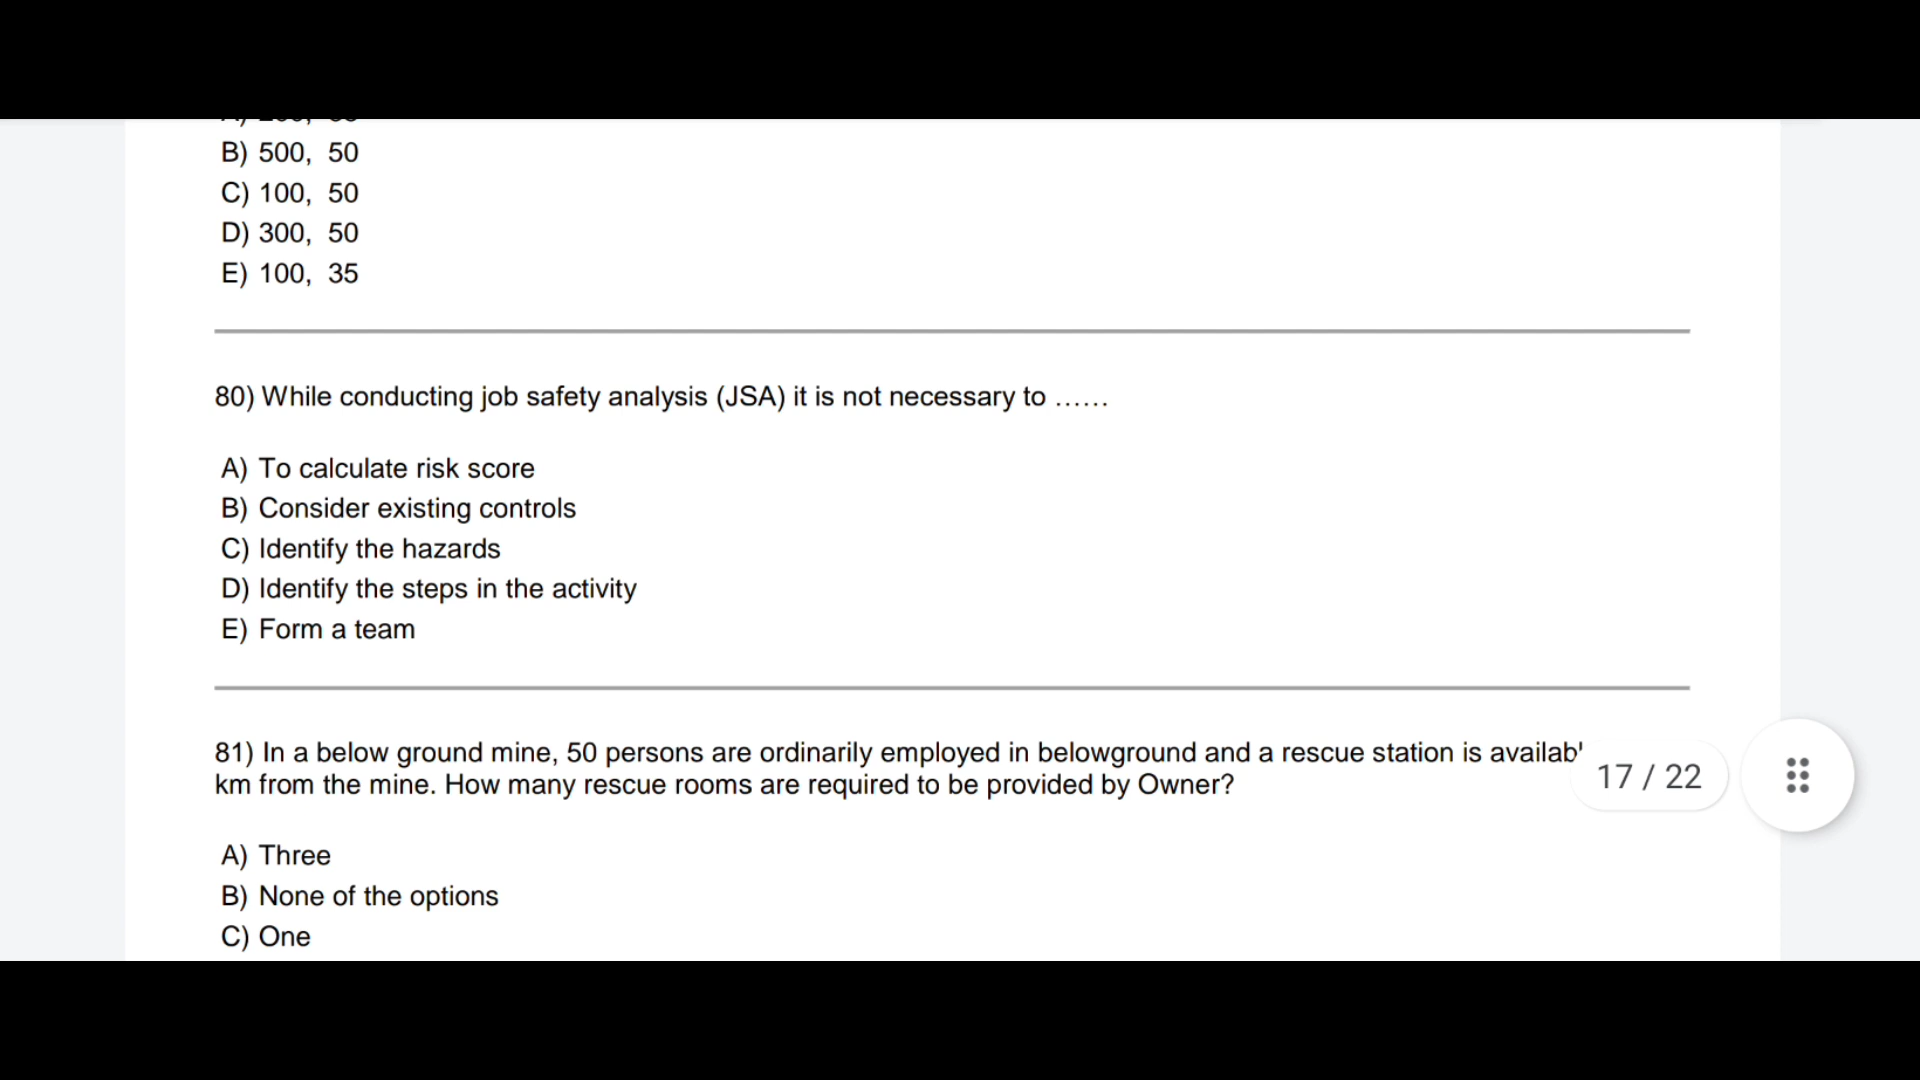 B) 500, 50
C) 100, 50
D) 300, 50
E) 100, 35
80) While conducting job safety analysis (JSA) it is not necessary to ……
A) To calculate risk score
B) Consider existing controls
C) Identify the hazards
D) Identify the steps in the activity
E) Form a team
81) In a below ground mine, 50 persons are ordinarily employed in belowground and a rescue station is
km from the mine. How many rescue rooms are required to be provided by Owner?
17 / 22
A) Three
B) None of the options
C) One